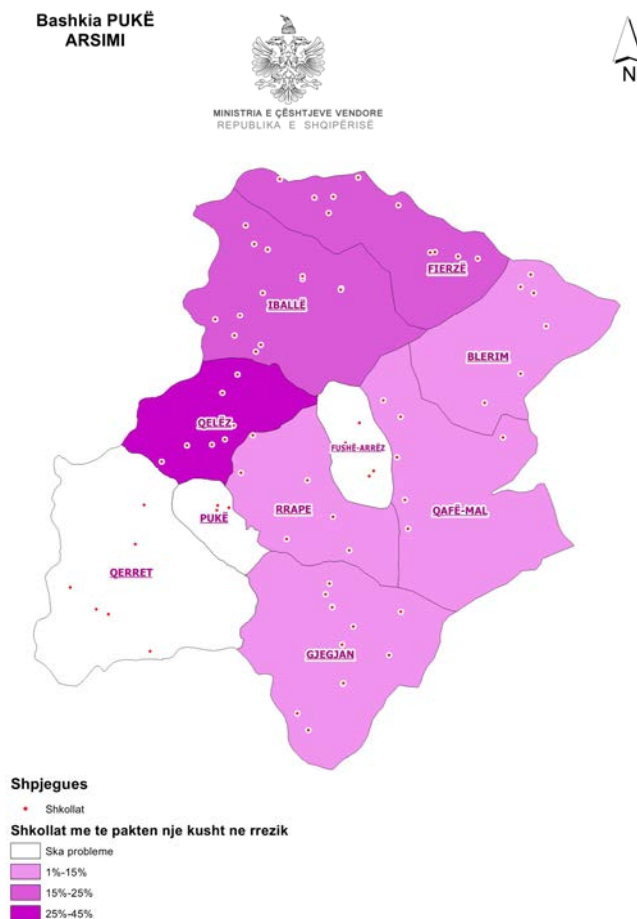 Bashkia PUKË
ARSIMI
N
MINISTRIA E ÇËSHTJEVE VENDORE
REPUBLIKA E SHQIPËRISË
FIERZË
IBALLË
BLERIM
QELËZ
FUSHË-ARRËZ
PUKË
RRAPE
QAFË-MAL
QERRET
GJEGJAN
Shpjegues
Shkollat
Shkollat me te pakten nje kusht ne rrezik
Ska probleme
1%-15%
15%-25%
25%-45%